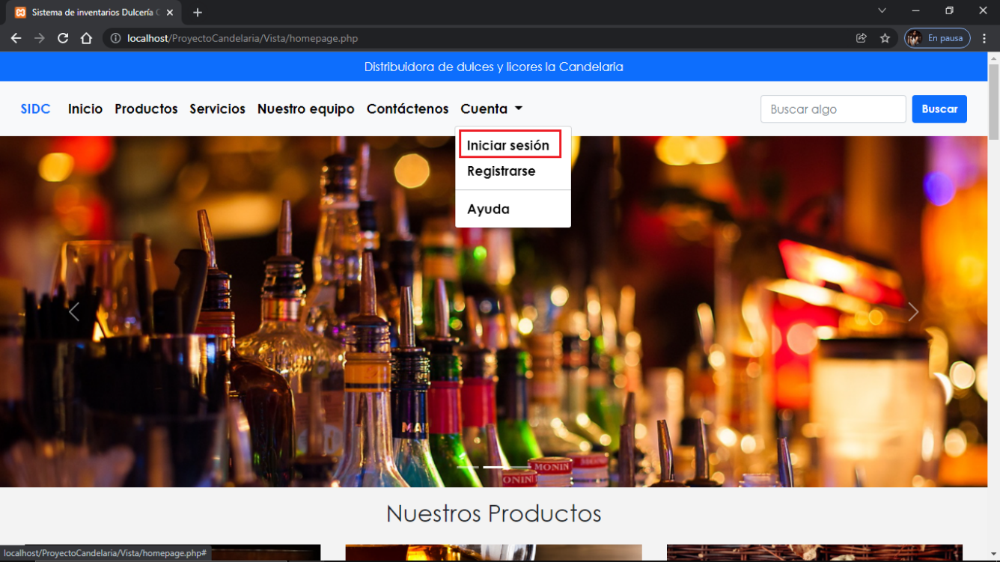 Sistema de inventarios Dulcería C
localhost/ProyectoCandelaria/Vista/homepage.php
En pausa
Distribuidora de dulces y licores la Candelaria
SIDC Inicio Productos Servicios Nuestro equipo Contáctenos Cuenta
Buscar algo
Buscar
Iniciar sesión
Registrarse
Ayuda
MONIN
Nuestros Productos
localhost/ProyectoCandelaria/Vista/homepage.php#